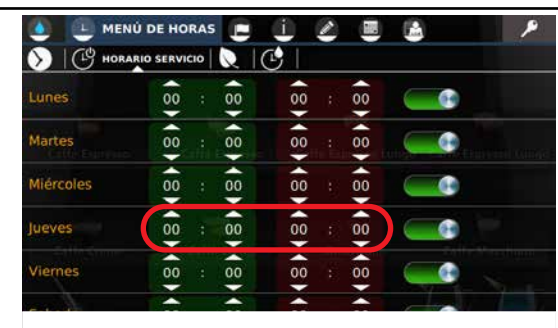 MENÚ DE HORAS
HORARIO SERVICIO
Lunes 00 : 00 00 : 00
Martes 00 : 00 00 : 00
Miércoles 00 : 00 00 : 00
Jueves 00 : 00 00 : 00
Viernes 00 : 00 00 : 00